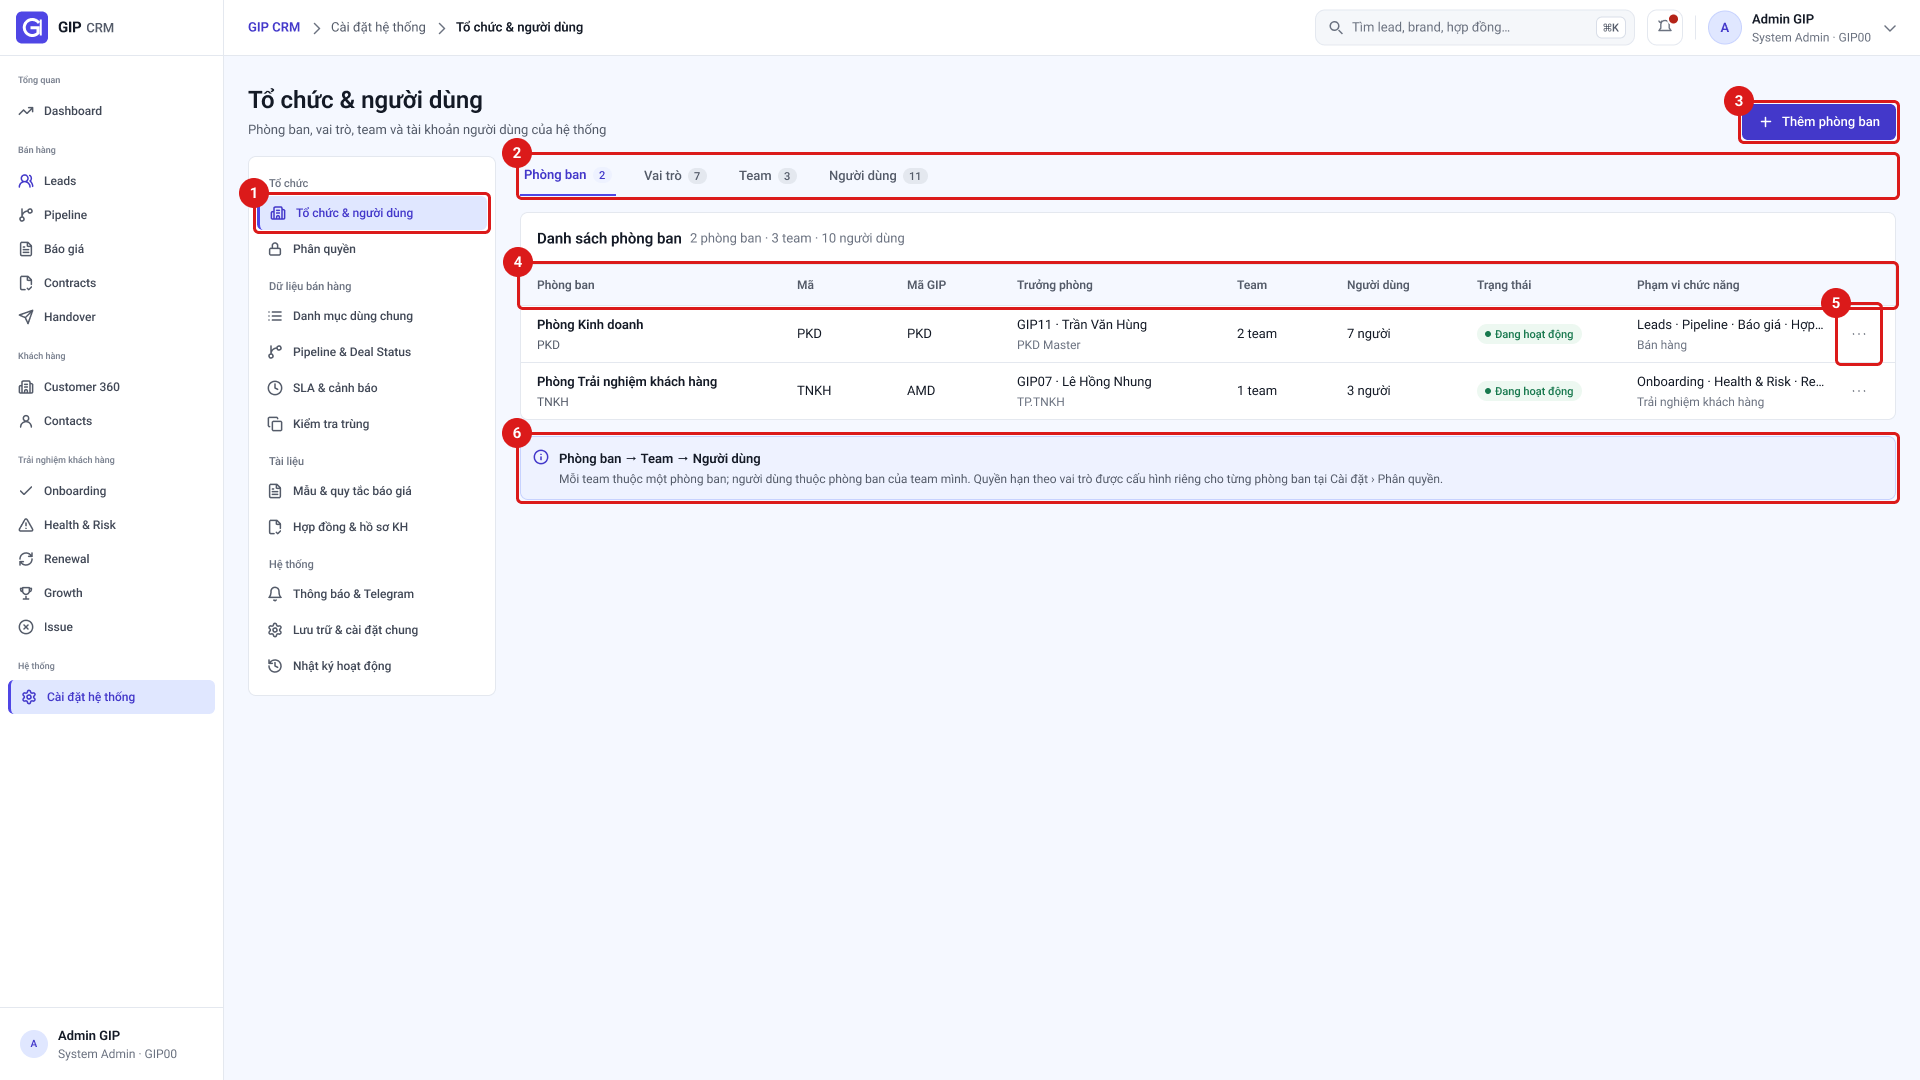 GIP CRM
GIP CRM > Cài đặt hệ thống > Tổ chức & người dùng
Tìm lead, brand, hợp đồng...
⌘K
A
Admin GIP
System Admin · GIP00
Tổng quan
Dashboard
Bán hàng
Leads
Pipeline
Báo giá
Contracts
Handover
Khách hàng
Customer 360
Contacts
Trải nghiệm khách hàng
Onboarding
Health & Risk
Renewal
Growth
Issue
Hệ thống
Cài đặt hệ thống
A
Admin GIP
System Admin · GIP00
Tổ chức & người dùng
Phòng ban, vai trò, team và tài khoản người dùng của hệ thống
3
+ Thêm phòng ban
Tổ chức
1
Tổ chức & người dùng
Phân quyền
Dữ liệu bán hàng
Danh mục dùng chung
Pipeline & Deal Status
SLA & cảnh báo
Kiểm tra trùng
Tài liệu
Mẫu & quy tắc báo giá
Hợp đồng & hồ sơ KH
Hệ thống
Thông báo & Telegram
Lưu trữ & cài đặt chung
Nhật ký hoạt động
2
Phòng ban 2 Vai trò 7 Team 3 Người dùng 11
Danh sách phòng ban 2 phòng ban · 3 team · 10 người dùng
4
Phòng ban Mã Mã GIP Trưởng phòng Team Người dùng Trạng thái Phạm vi chức năng
5
Phòng Kinh doanh PKD PKD GIP11 · Trần Văn Hùng 2 team 7 người Đang hoạt động Leads · Pipeline · Báo giá · Hợp... ...
PKD PKD Master Bán hàng
Phòng Trải nghiệm khách hàng TNKH AMD GIP07 · Lê Hồng Nhung 1 team 3 người Đang hoạt động Onboarding · Health & Risk · Re... ...
TNKH TP.TNKH Trải nghiệm khách hàng
6
Phòng ban → Team → Người dùng
Mỗi team thuộc một phòng ban; người dùng thuộc phòng ban của team mình. Quyền hạn theo vai trò được cấu hình riêng cho từng phòng ban tại Cài đặt › Phân quyền.